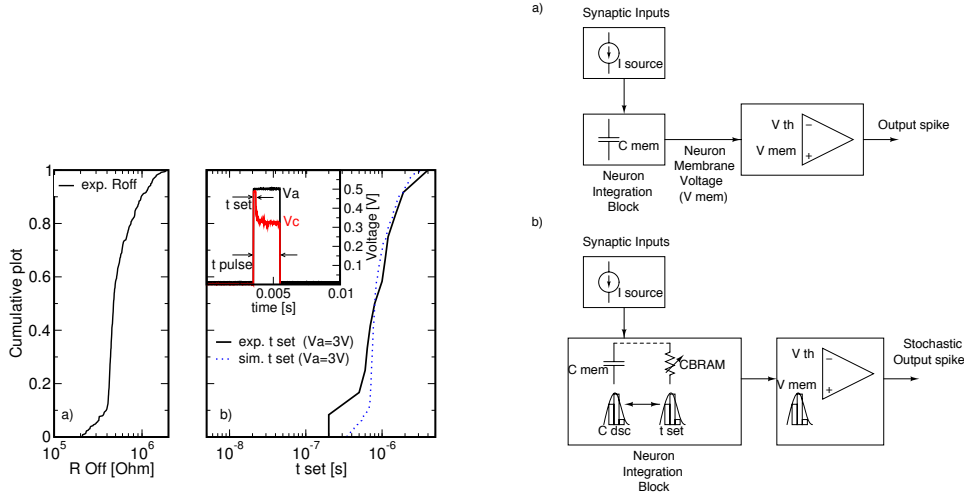 Cumulative plot
1
0.8
0.6
0.4
0.2
0
exp. Roff
a)
10^5
10^6
R Off [Ohm]
Va
t set
Vc
t pulse
0.5
0.4
0.3
0.2
0.1
Voltage [V]
0.005
0.01
time [s]
exp. t set (Va=3V)
sim. t set (Va=3V)
b)
10^-8
10^-7
10^-6
t set [s]
a)
Synaptic Inputs
I source
C mem
Neuron
Integration
Block
Neuron
Membrane
Voltage
(V mem)
V th
−
V mem
+
Output spike
b)
Synaptic Inputs
I source
C mem
CBRAM
C dsc
t set
Neuron
Integration
Block
V th
−
V mem
+
Stochastic
Output spike